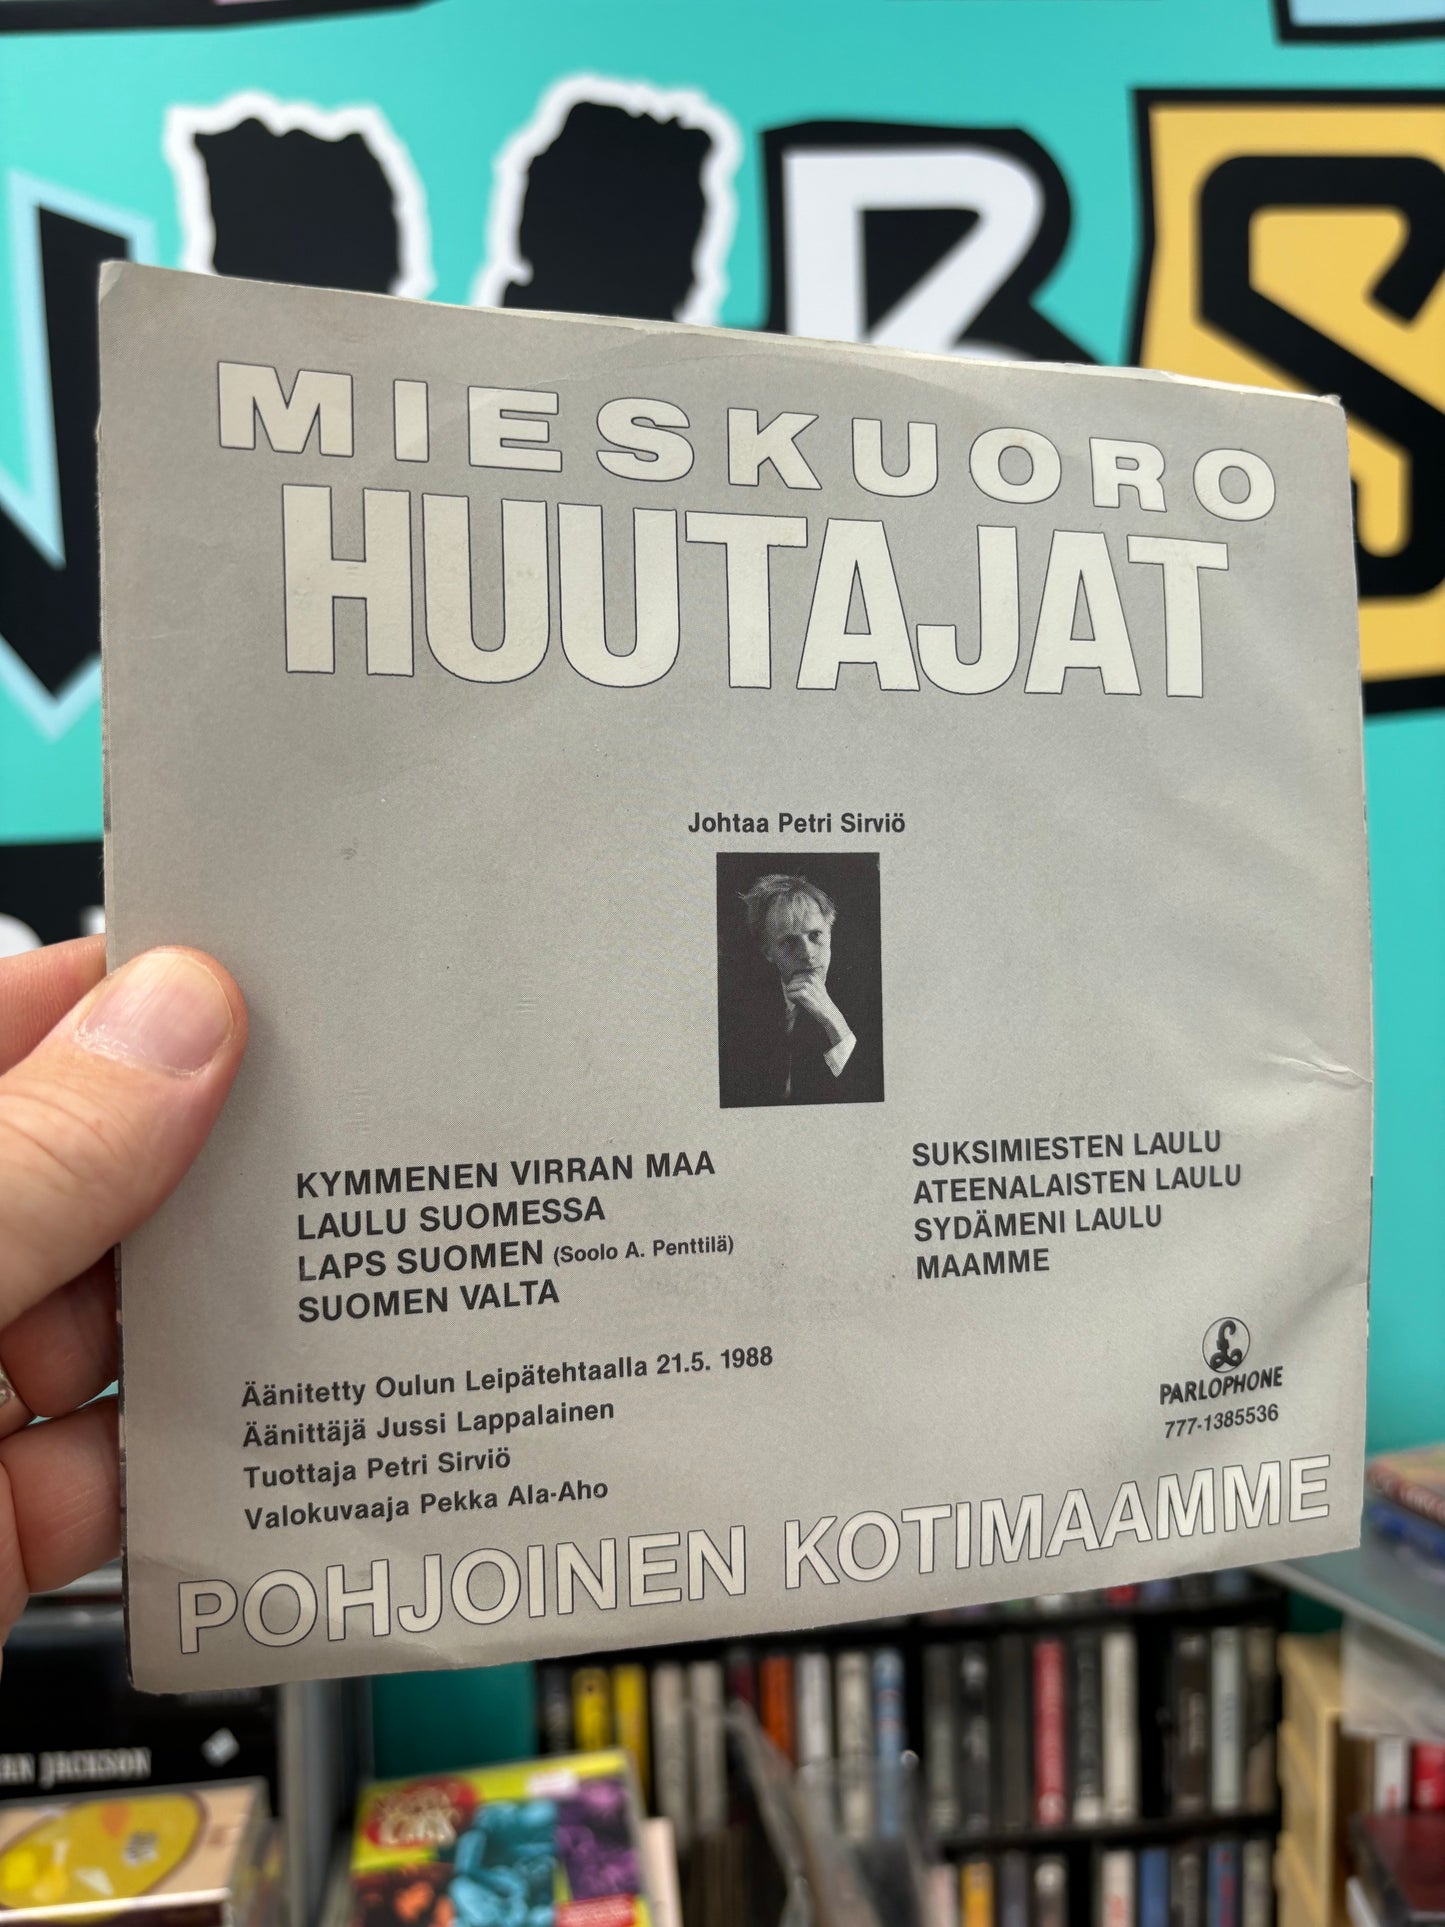 MIESKUORO
HUUTAJAT
Johtaa Petri Sirviö
KYMMENEN VIRRAN MAA
LAULU SUOMESSA
LAPS SUOMEN (Soolo A. Penttilä)
SUOMEN VALTA
SUKSIMIESTEN LAULU
ATEENALAISTEN LAULU
SYDÄMENI LAULU
MAAMME
Äänitetty Oulun Leipätehtaalla 21.5. 1988
Äänittäjä Jussi Lappalainen
Tuottaja Petri Sirviö
Valokuvaaja Pekka Ala-Aho
£
PARLOPHONE
777-1385536
POHJOINEN KOTIMAAMME
JACKSON